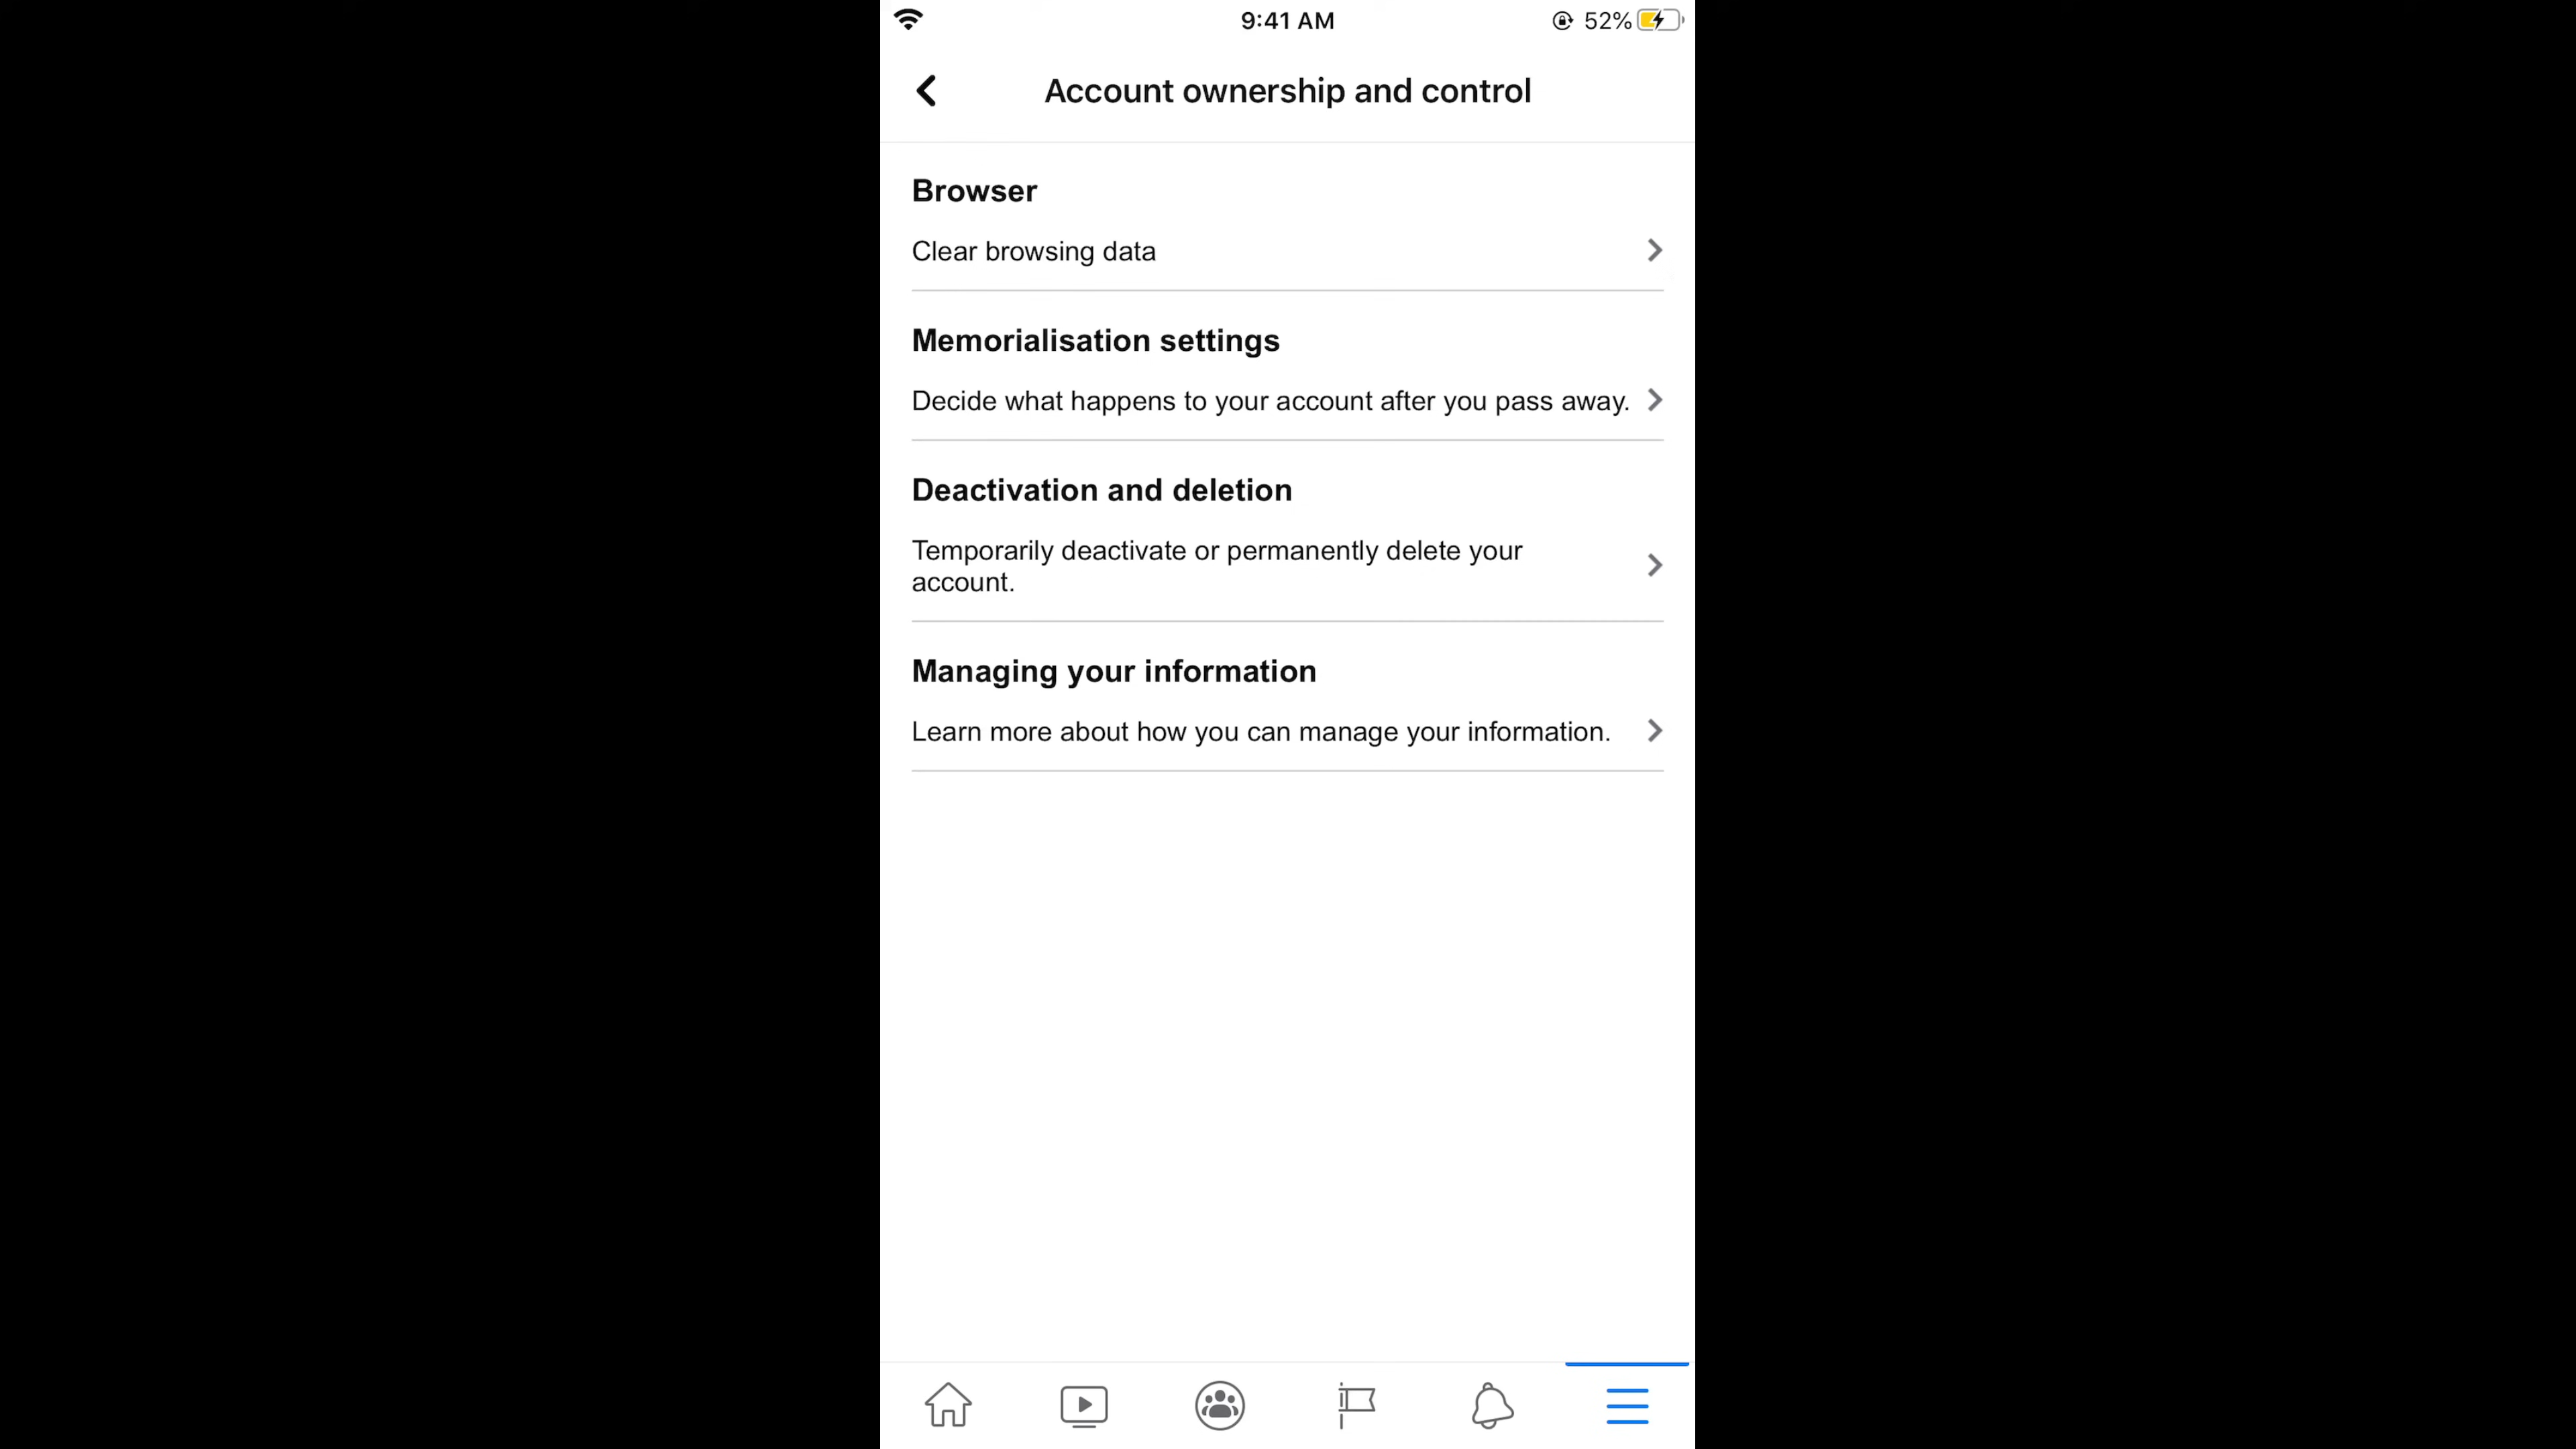 9:41 AM
52%
Account ownership and control
Browser
Clear browsing data
Memorialisation settings
Decide what happens to your account after you pass away.
Deactivation and deletion
Temporarily deactivate or permanently delete your
account.
Managing your information
Learn more about how you can manage your information.